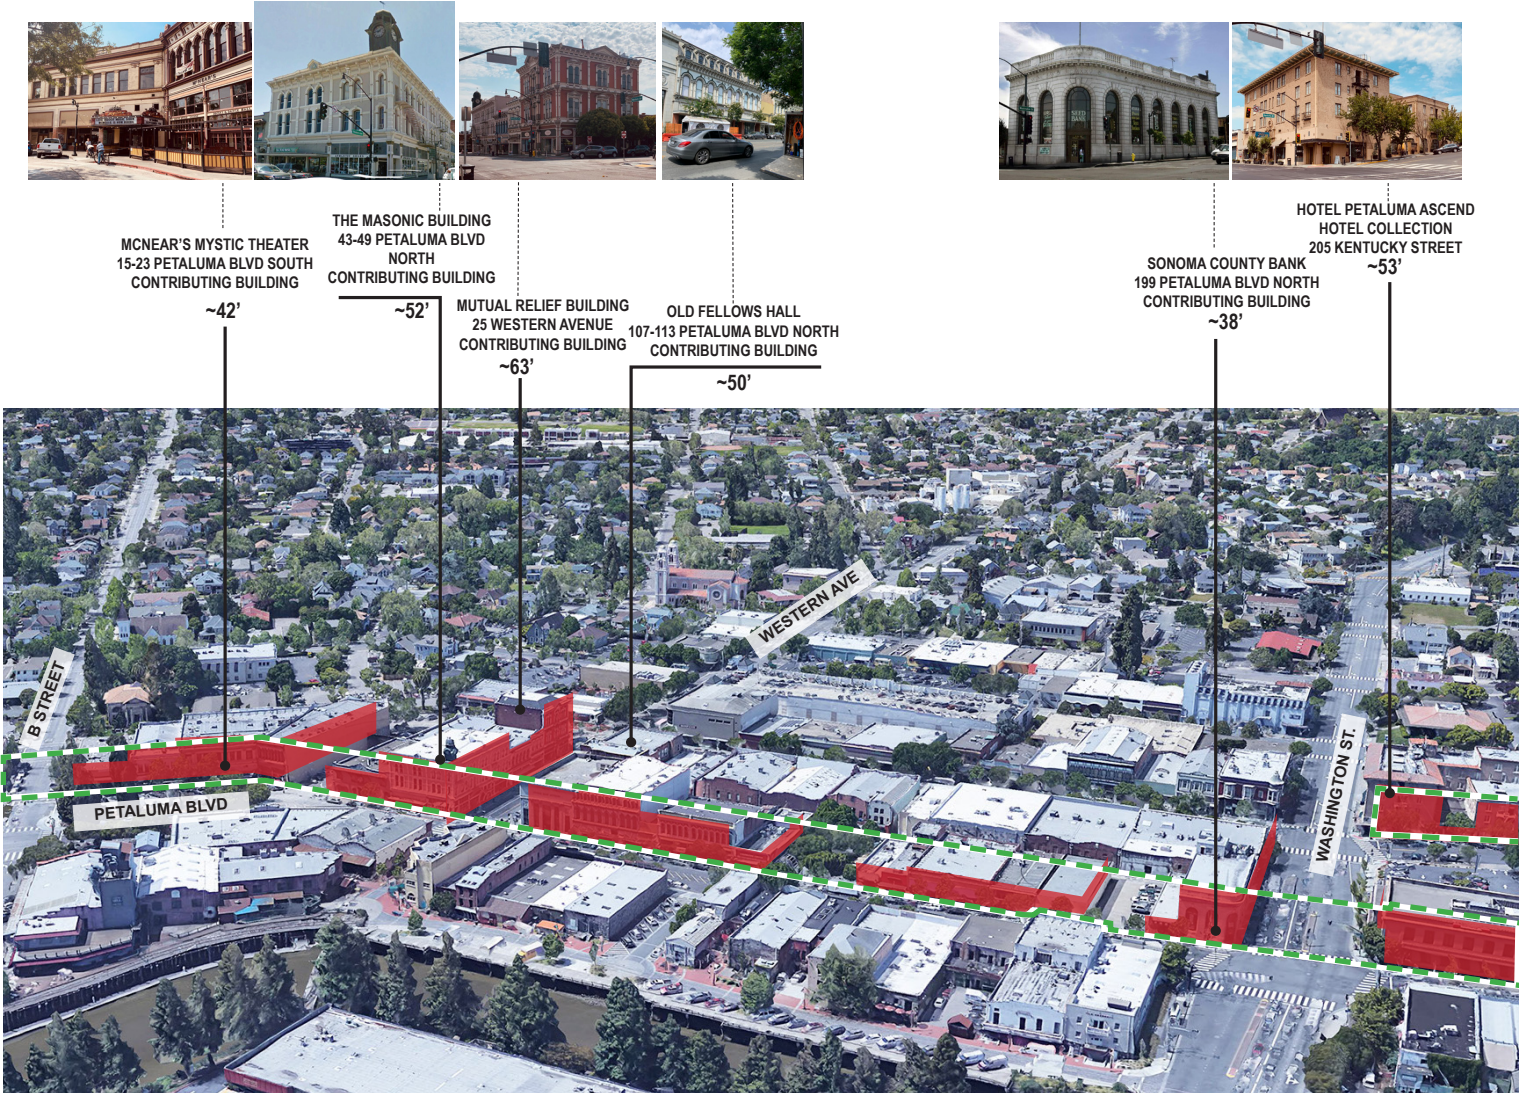 MCNEAR'S MYSTIC THEATER
15-23 PETALUMA BLVD SOUTH
CONTRIBUTING BUILDING
~42'
THE MASONIC BUILDING
43-49 PETALUMA BLVD
NORTH
CONTRIBUTING BUILDING
~52'
MUTUAL RELIEF BUILDING
25 WESTERN AVENUE
CONTRIBUTING BUILDING
~63'
OLD FELLOWS HALL
107-113 PETALUMA BLVD NORTH
CONTRIBUTING BUILDING
~50'
SONOMA COUNTY BANK
199 PETALUMA BLVD NORTH
CONTRIBUTING BUILDING
~38'
HOTEL PETALUMA ASCEND
HOTEL COLLECTION
205 KENTUCKY STREET
~53'
SEED
BANK
WESTERN AVE
B STREET
PETALUMA BLVD
WASHINGTON ST.